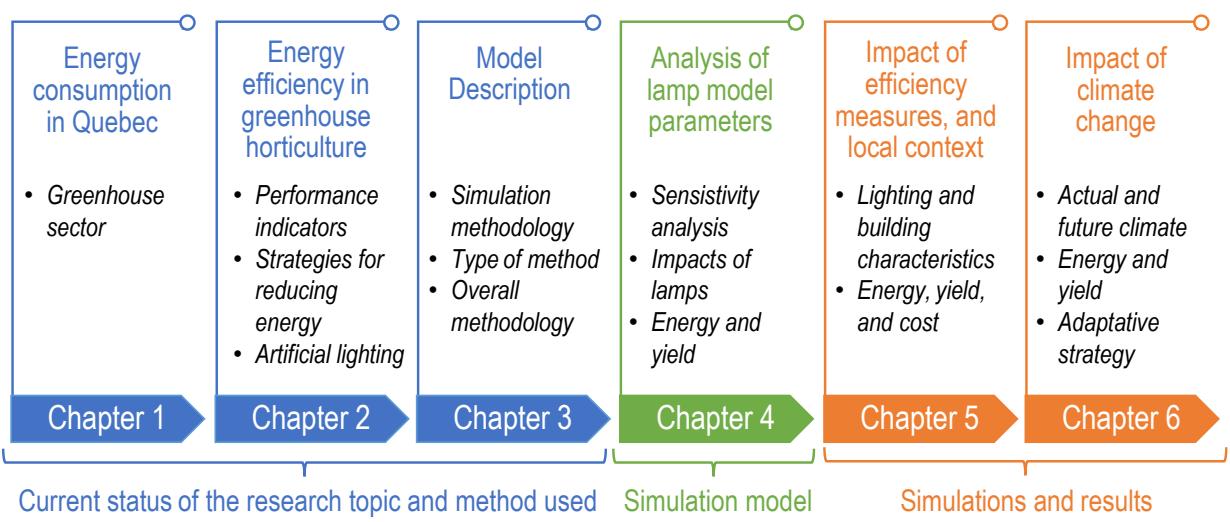 Energy
consumption
in Quebec
• Greenhouse
sector
Chapter 1
Energy
efficiency in
greenhouse
horticulture
• Performance
indicators
• Strategies for
reducing
energy
• Artificial lighting
Chapter 2
Model
Description
• Simulation
methodology
• Type of method
• Overall
methodology
Chapter 3
Analysis of
lamp model
parameters
• Sensistivity
analysis
• Impacts of
lamps
• Energy and
yield
Chapter 4
Impact of
efficiency
measures, and
local context
• Lighting and
building
characteristics
• Energy, yield,
and cost
Chapter 5
Impact of
climate
change
• Actual and
future climate
• Energy and
yield
• Adaptative
strategy
Chapter 6
Current status of the research topic and method used
Simulation model
Simulations and results